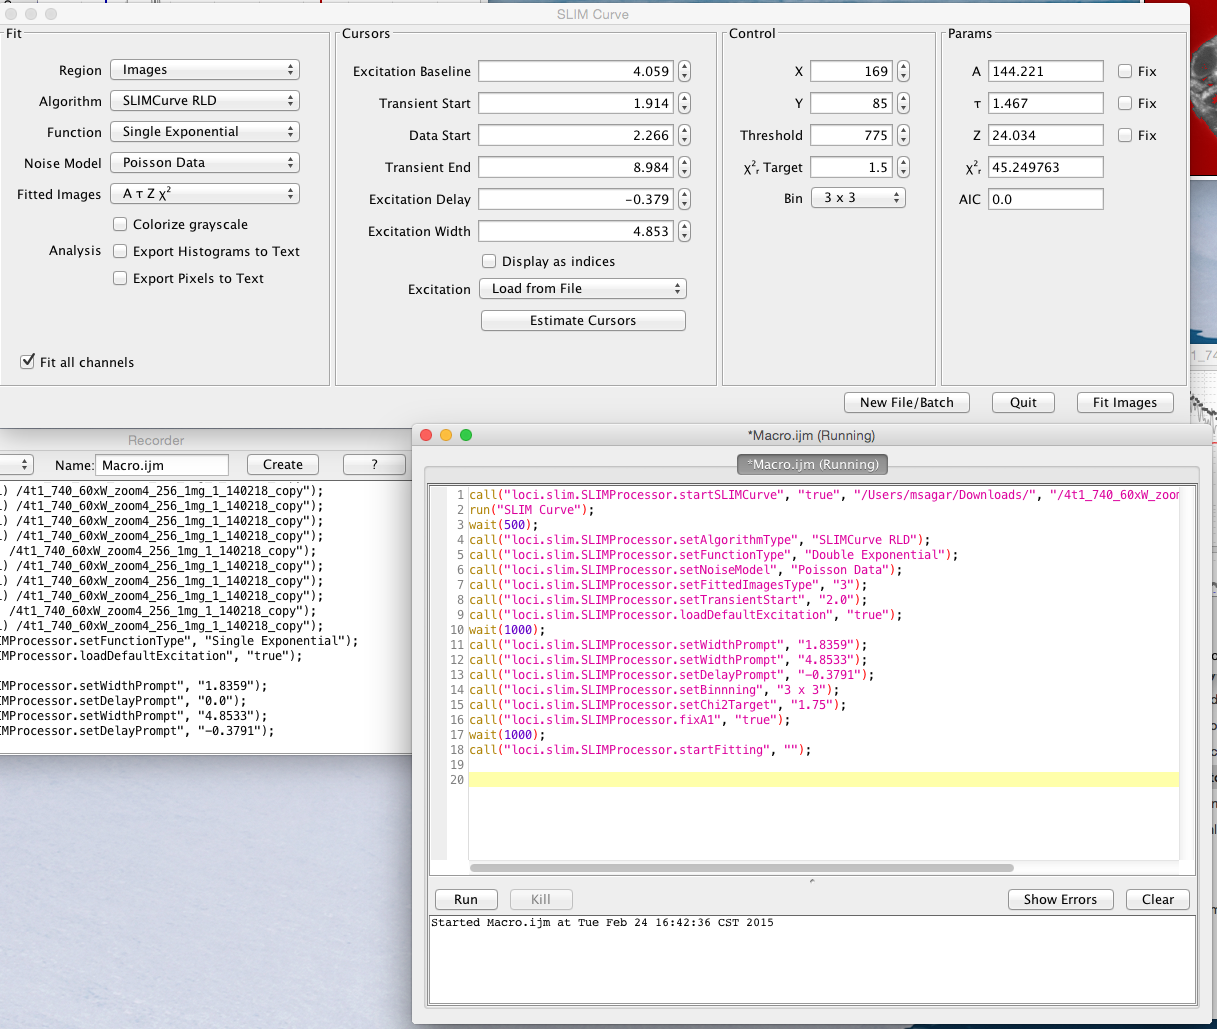 SLIM Curve
Fit
Region Images
Algorithm SLIMCurve RLD
Function Single Exponential
Noise Model Poisson Data
Fitted Images A τ Z χ²
Colorize grayscale
Analysis Export Histograms to Text
Export Pixels to Text
Fit all channels
Cursors
Excitation Baseline 4.059
Transient Start 1.914
Data Start 2.266
Transient End 8.984
Excitation Delay -0.379
Excitation Width 4.853
Display as indices
Excitation Load from File
Estimate Cursors
Control
X 169
Y 85
Threshold 775
χ²ᵣ Target 1.5
Bin 3 x 3
Params
A 144.221 Fix
τ 1.467 Fix
Z 24.034 Fix
χ²ᵣ 45.249763
AIC 0.0
New File/Batch Quit Fit Images
Recorder
Name: Macro.ijm Create ?
) /4t1_740_60xW_zoom4_256_1mg_1_140218_copy");
) /4t1_740_60xW_zoom4_256_1mg_1_140218_copy");
) /4t1_740_60xW_zoom4_256_1mg_1_140218_copy");
) /4t1_740_60xW_zoom4_256_1mg_1_140218_copy");
/4t1_740_60xW_zoom4_256_1mg_1_140218_copy");
) /4t1_740_60xW_zoom4_256_1mg_1_140218_copy");
) /4t1_740_60xW_zoom4_256_1mg_1_140218_copy");
) /4t1_740_60xW_zoom4_256_1mg_1_140218_copy");
/4t1_740_60xW_zoom4_256_1mg_1_140218_copy");
) /4t1_740_60xW_zoom4_256_1mg_1_140218_copy");
IMProcessor.setFunctionType", "Single Exponential");
IMProcessor.loadDefaultExcitation", "true");
IMProcessor.setWidthPrompt", "1.8359");
IMProcessor.setDelayPrompt", "0.0");
IMProcessor.setWidthPrompt", "4.8533");
IMProcessor.setDelayPrompt", "-0.3791");
*Macro.ijm (Running)
*Macro.ijm (Running)
1 call("loci.slim.SLIMProcessor.startSLIMCurve", "true", "/Users/msagar/Downloads/", "/4t1_740_60xW_zoom
2 run("SLIM Curve");
3 wait(500);
4 call("loci.slim.SLIMProcessor.setAlgorithmType", "SLIMCurve RLD");
5 call("loci.slim.SLIMProcessor.setFunctionType", "Double Exponential");
6 call("loci.slim.SLIMProcessor.setNoiseModel", "Poisson Data");
7 call("loci.slim.SLIMProcessor.setFittedImagesType", "3");
8 call("loci.slim.SLIMProcessor.setTransientStart", "2.0");
9 call("loci.slim.SLIMProcessor.loadDefaultExcitation", "true");
10 wait(1000);
11 call("loci.slim.SLIMProcessor.setWidthPrompt", "1.8359");
12 call("loci.slim.SLIMProcessor.setWidthPrompt", "4.8533");
13 call("loci.slim.SLIMProcessor.setDelayPrompt", "-0.3791");
14 call("loci.slim.SLIMProcessor.setBinnning", "3 x 3");
15 call("loci.slim.SLIMProcessor.setChi2Target", "1.75");
16 call("loci.slim.SLIMProcessor.fixA1", "true");
17 wait(1000);
18 call("loci.slim.SLIMProcessor.startFitting", "");
19
20
Run Kill Show Errors Clear
Started Macro.ijm at Tue Feb 24 16:42:36 CST 2015